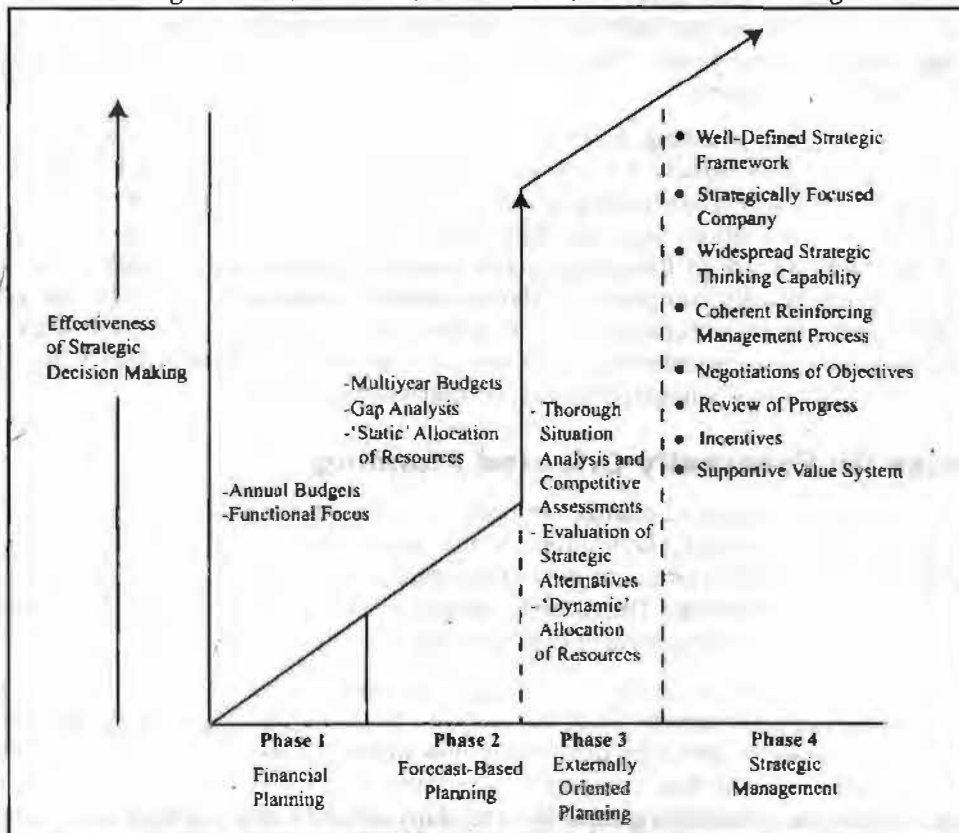 Effectiveness
of Strategic
Decision Making
-Annual Budgets
-Functional Focus
-Multiyear Budgets
-Gap Analysis
-'Static' Allocation
of Resources
- Thorough
Situation
Analysis and
Competitive
Assessments
- Evaluation of
Strategic
Alternatives
-'Dynamic'
Allocation
of Resources
• Well-Defined Strategic
Framework
• Strategically Focused
Company
• Widespread Strategic
Thinking Capability
• Coherent Reinforcing
Management Process
• Negotiations of Objectives
• Review of Progress
• Incentives
• Supportive Value System
Phase 1
Financial
Planning
Phase 2
Forecast-Based
Planning
Phase 3
Externally
Oriented
Planning
Phase 4
Strategic
Management